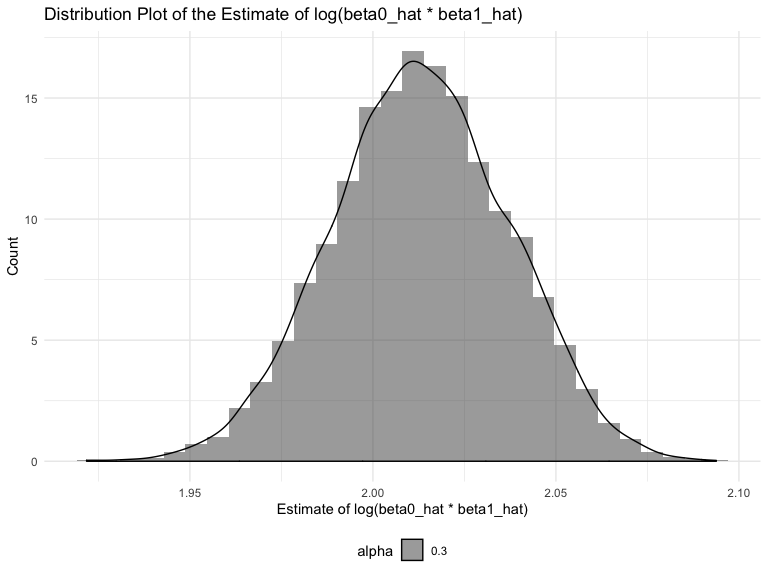 Distribution Plot of the Estimate of log(beta0_hat * beta1_hat)
Count
15
10
5
0
1.95 2.00 2.05 2.10
Estimate of log(beta0_hat * beta1_hat)
alpha 0.3